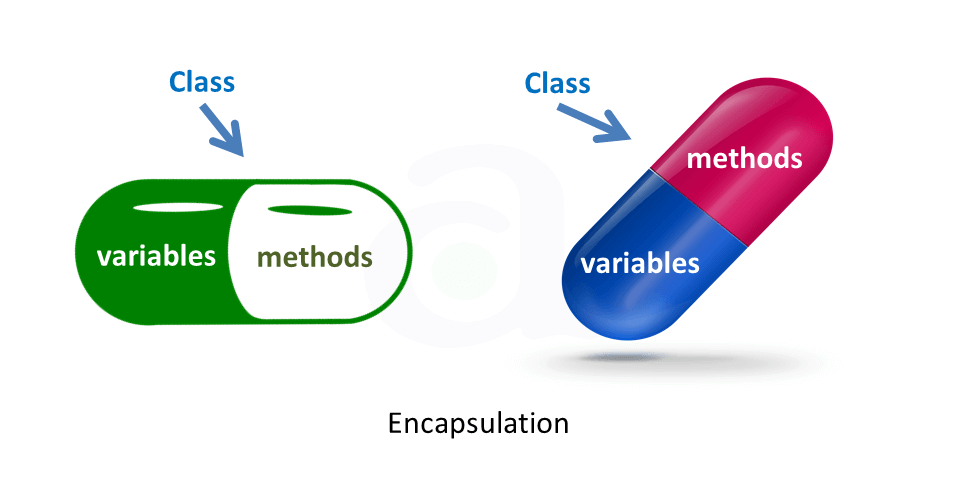 Class
Class
methods
variables
methods
variables
Encapsulation